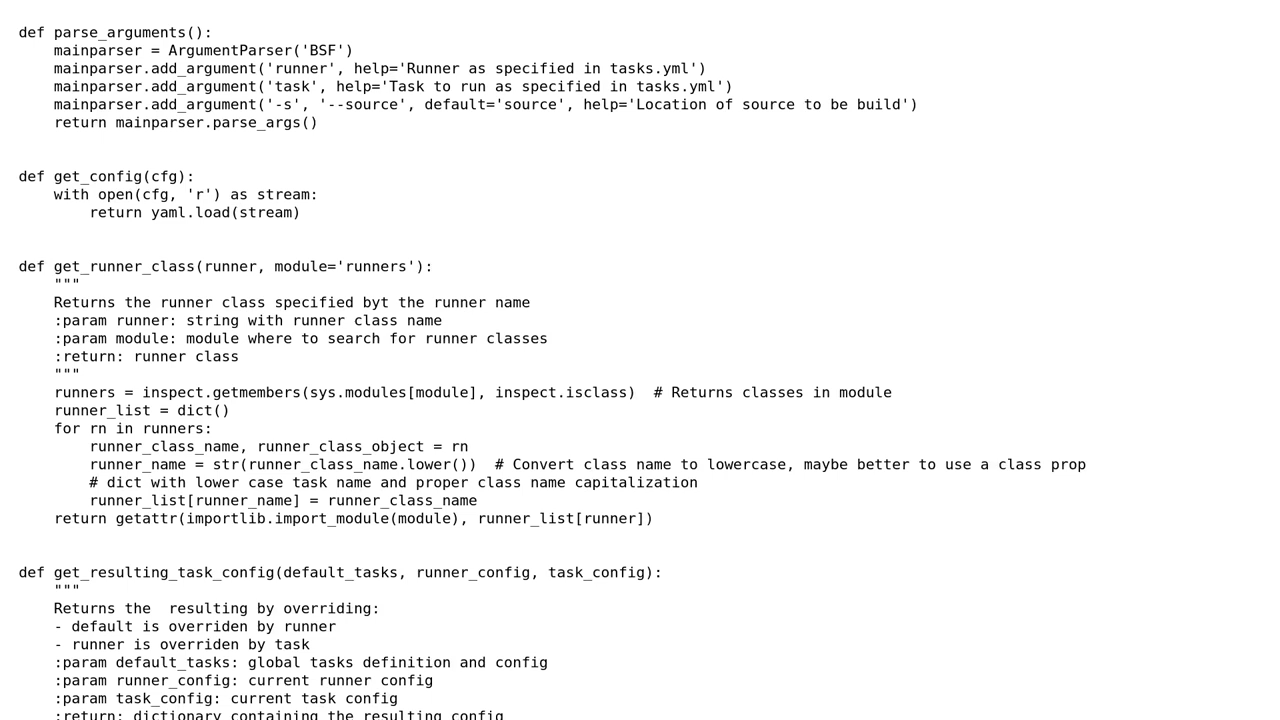 def parse_arguments():
    mainparser = ArgumentParser('BSF')
    mainparser.add_argument('runner', help='Runner as specified in tasks.yml')
    mainparser.add_argument('task', help='Task to run as specified in tasks.yml')
    mainparser.add_argument('-s', '--source', default='source', help='Location of source to be build')
    return mainparser.parse_args()


def get_config(cfg):
    with open(cfg, 'r') as stream:
        return yaml.load(stream)


def get_runner_class(runner, module='runners'):
    """
    Returns the runner class specified byt the runner name
    :param runner: string with runner class name
    :param module: module where to search for runner classes
    :return: runner class
    """
    runners = inspect.getmembers(sys.modules[module], inspect.isclass)  # Returns classes in module
    runner_list = dict()
    for rn in runners:
        runner_class_name, runner_class_object = rn
        runner_name = str(runner_class_name.lower())  # Convert class name to lowercase, maybe better to use a class prop
        # dict with lower case task name and proper class name capitalization
        runner_list[runner_name] = runner_class_name
    return getattr(importlib.import_module(module), runner_list[runner])


def get_resulting_task_config(default_tasks, runner_config, task_config):
    """
    Returns the  resulting by overriding:
    - default is overriden by runner
    - runner is overriden by task
    :param default_tasks: global tasks definition and config
    :param runner_config: current runner config
    :param task_config: current task config
    :return: dictionary containing the resulting config